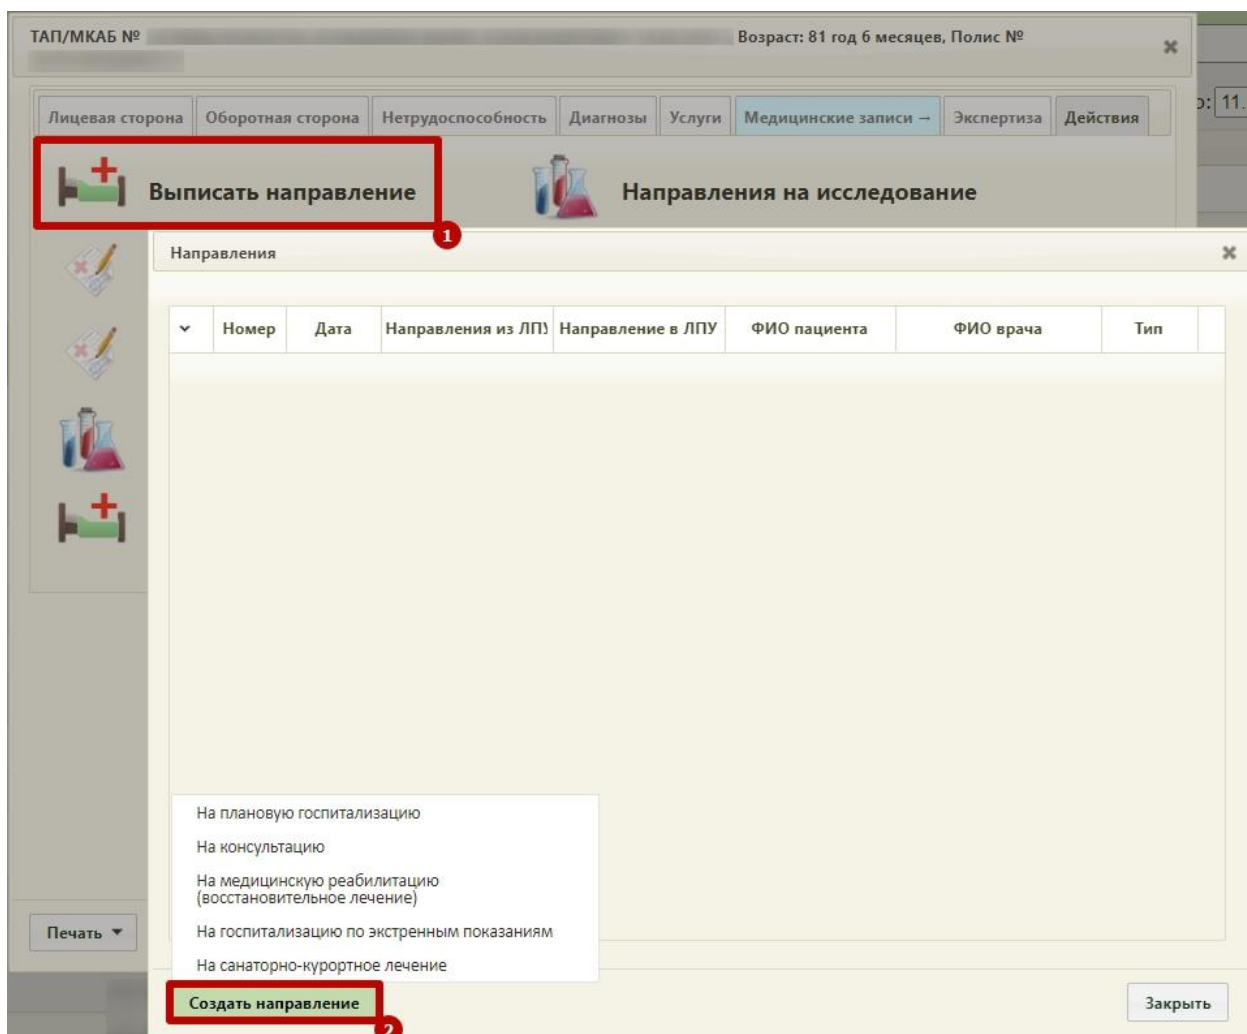 ТАП/МКАБ № Возраст: 81 год 6 месяцев, Полис №
о: 11.
Лицевая сторона Оборотная сторона Нетрудоспособность Диагнозы Услуги Медицинские записи → Экспертиза Действия
Выписать направление Направления на исследование
1
Направления
Номер Дата Направления из ЛПУ Направление в ЛПУ ФИО пациента ФИО врача Тип
На плановую госпитализацию
На консультацию
На медицинскую реабилитацию
(восстановительное лечение)
На госпитализацию по экстренным показаниям
На санаторно-курортное лечение
Печать
Создать направление Закрыть
2